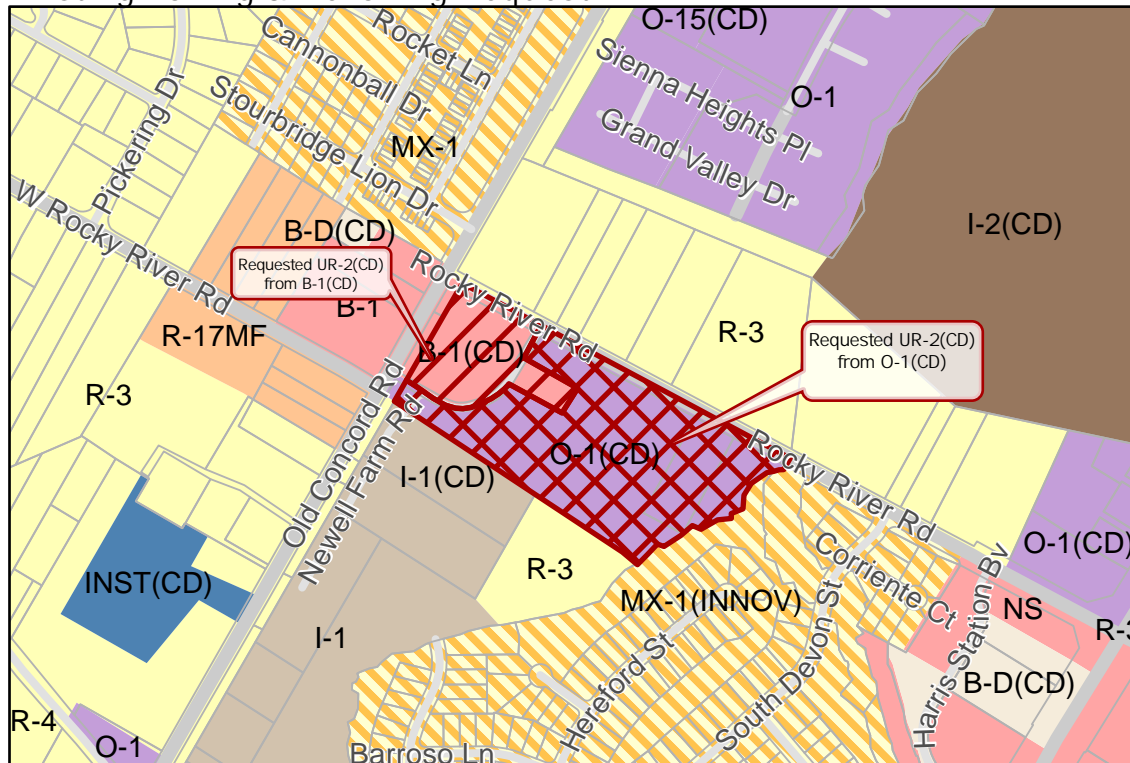 O-15(CD)
Rocket Ln
Cannonball Dr
Sienna Heights Pl
O-1
Stourbridge Lion Dr
MX-1
Grand Valley Dr
Pickering Dr
W Rocky River Rd
B-D(CD)
I-2(CD)
Requested UR-2(CD)
from B-1(CD)
Rocky River Rd
B-1
R-17MF
R-3
Requested UR-2(CD)
from O-1(CD)
B-1(CD)
R-3
Old Concord Rd
Newell Farm Rd
O-1(CD)
Rocky River Rd
I-1(CD)
O-1(CD)
R-3
Corriente Ct
INST(CD)
MX-1(INNOV)
NS
R-3
I-1
Hereford St
South Devon St
Harris Station Bv
B-D(CD)
R-4
O-1
Barroso Ln